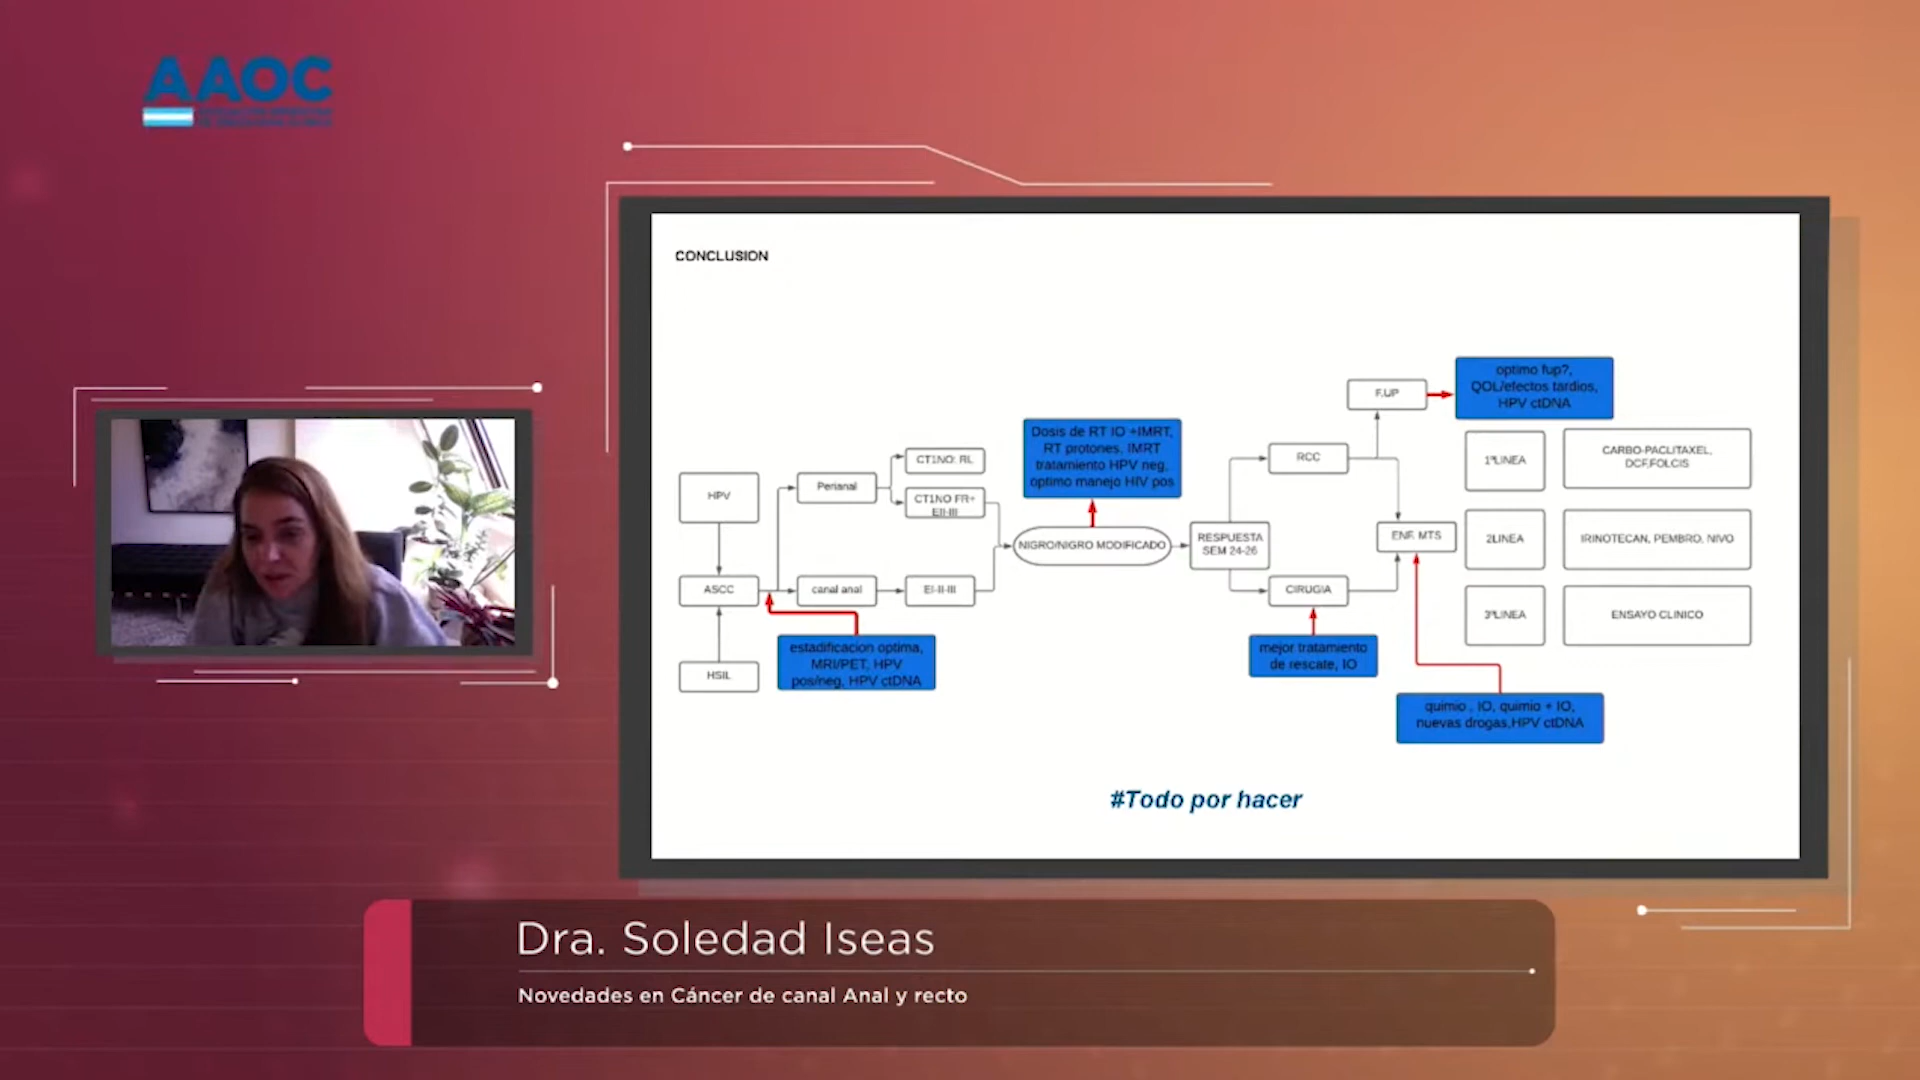 AAOC
CONCLUSION
HPV
ASCC
HSIL
Perianal
canal anal
CT1NO: RL
CT1NO FR+
EII-III
EI-II-III
estadificacion optima,
MRI/PET, HPV
pos/neg, HPV ctDNA
Dosis de RT IO +IMRT,
RT protones, IMRT
tratamiento HPV neg,
optimo manejo HIV pos
NIGRO/NIGRO MODIFICADO
RESPUESTA
SEM 24-26
RCC
CIRUGIA
mejor tratamiento
de rescate, IO
F.UP
optimo fup?,
QOL/efectos tardios,
HPV ctDNA
ENF. MTS
quimio , IO, quimio + IO,
nuevas drogas,HPV ctDNA
1ªLINEA
CARBO-PACLITAXEL,
DCF,FOLCIS
2LINEA
IRINOTECAN, PEMBRO, NIVO
3ªLINEA
ENSAYO CLINICO
#Todo por hacer
Dra. Soledad Iseas
Novedades en Cáncer de canal Anal y recto